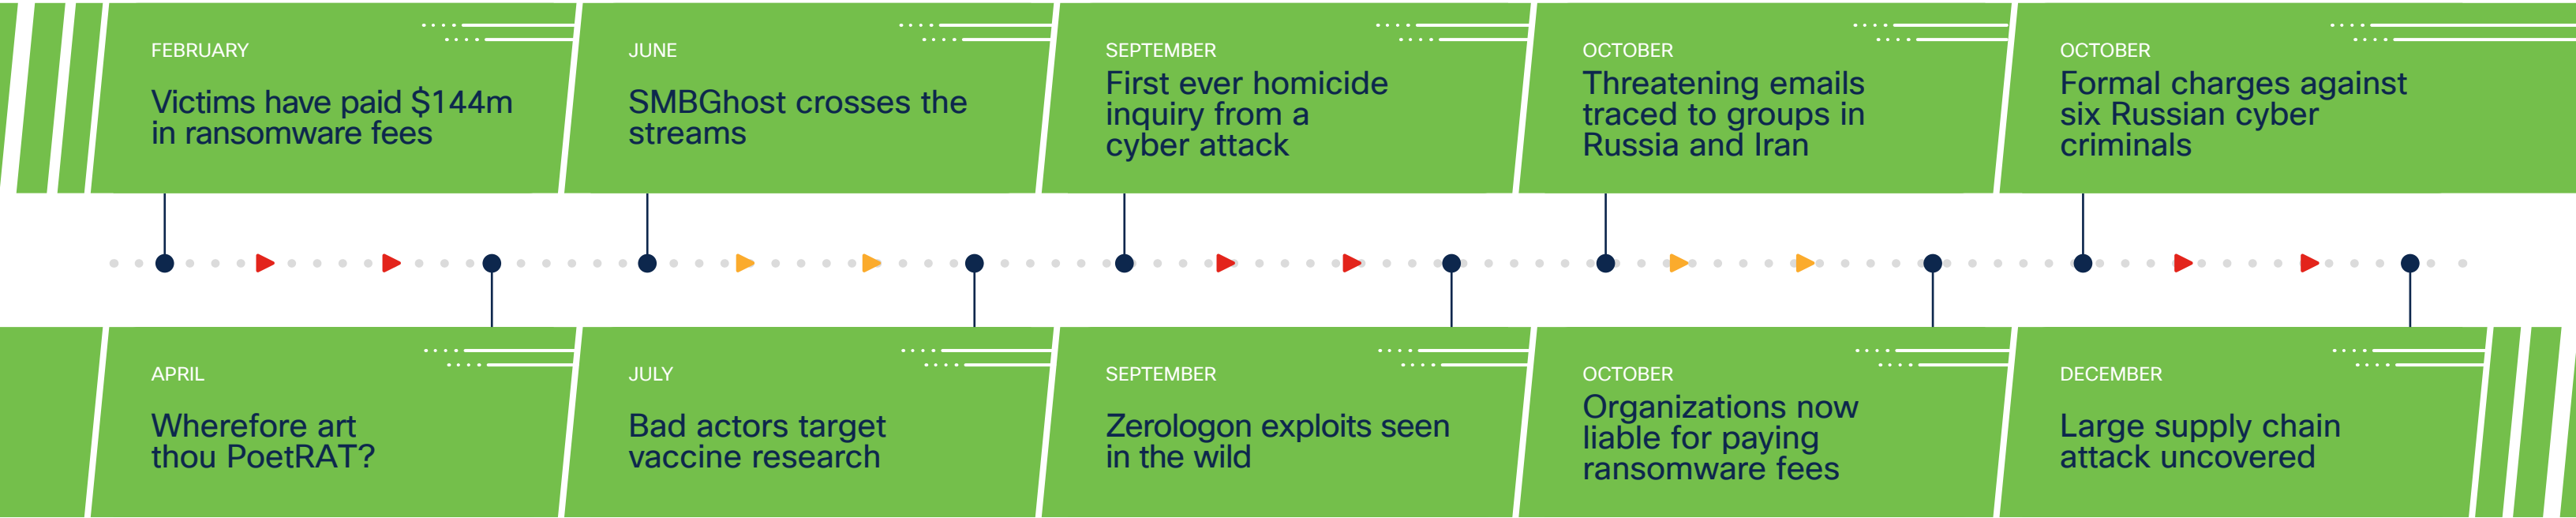 FEBRUARY
Victims have paid $144m
in ransomware fees
JUNE
SMBGhost crosses the
streams
SEPTEMBER
First ever homicide
inquiry from a
cyber attack
OCTOBER
Threatening emails
traced to groups in
Russia and Iran
OCTOBER
Formal charges against
six Russian cyber
criminals
APRIL
Wherefore art
thou PoetRAT?
JULY
Bad actors target
vaccine research
SEPTEMBER
Zerologon exploits seen
in the wild
OCTOBER
Organizations now
liable for paying
ransomware fees
DECEMBER
Large supply chain
attack uncovered